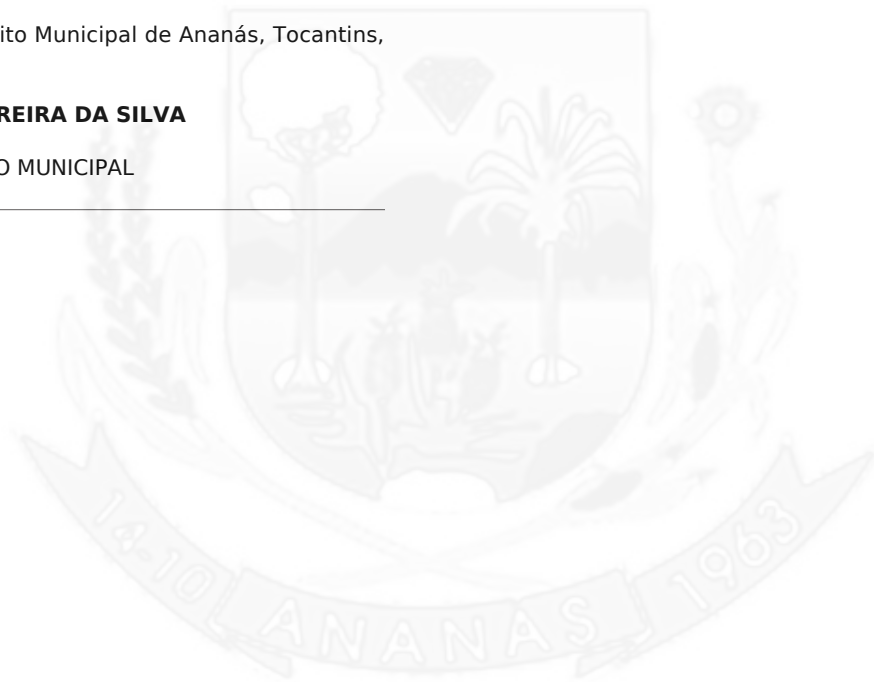 ito Municipal de Ananás, Tocantins,
REIRA DA SILVA
O MUNICIPAL
14-10 ANANÁS 1963